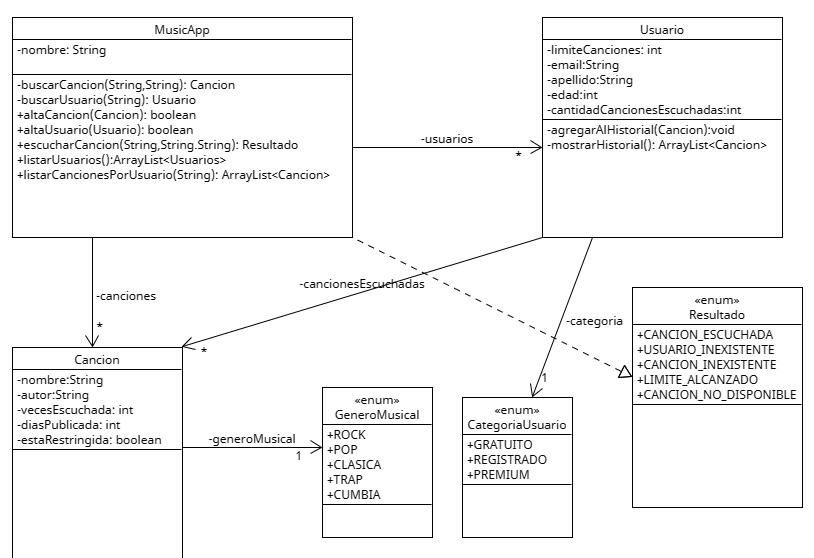 MusicApp
-nombre: String
-buscarCancion(String,String): Cancion
-buscarUsuario(String): Usuario
+altaCancion(Cancion): boolean
+altaUsuario(Usuario): boolean
+escucharCancion(String,String.String): Resultado
+listarUsuarios():ArrayList<Usuarios>
+listarCancionesPorUsuario(String): ArrayList<Cancion>
Usuario
-limiteCanciones: int
-email:String
-apellido:String
-edad:int
-cantidadCancionesEscuchadas:int
-agregarAlHistorial(Cancion):void
-mostrarHistorial(): ArrayList<Cancion>
-usuarios
*
-canciones
*
-cancionesEscuchadas
*
-categoria
1
Cancion
-nombre:String
-autor:String
-vecesEscuchada: int
-diasPublicada: int
-estaRestringida: boolean
-generoMusical
1
«enum»
GeneroMusical
+ROCK
+POP
+CLASICA
+TRAP
+CUMBIA
«enum»
CategoriaUsuario
+GRATUITO
+REGISTRADO
+PREMIUM
«enum»
Resultado
+CANCION_ESCUCHADA
+USUARIO_INEXISTENTE
+CANCION_INEXISTENTE
+LIMITE_ALCANZADO
+CANCION_NO_DISPONIBLE